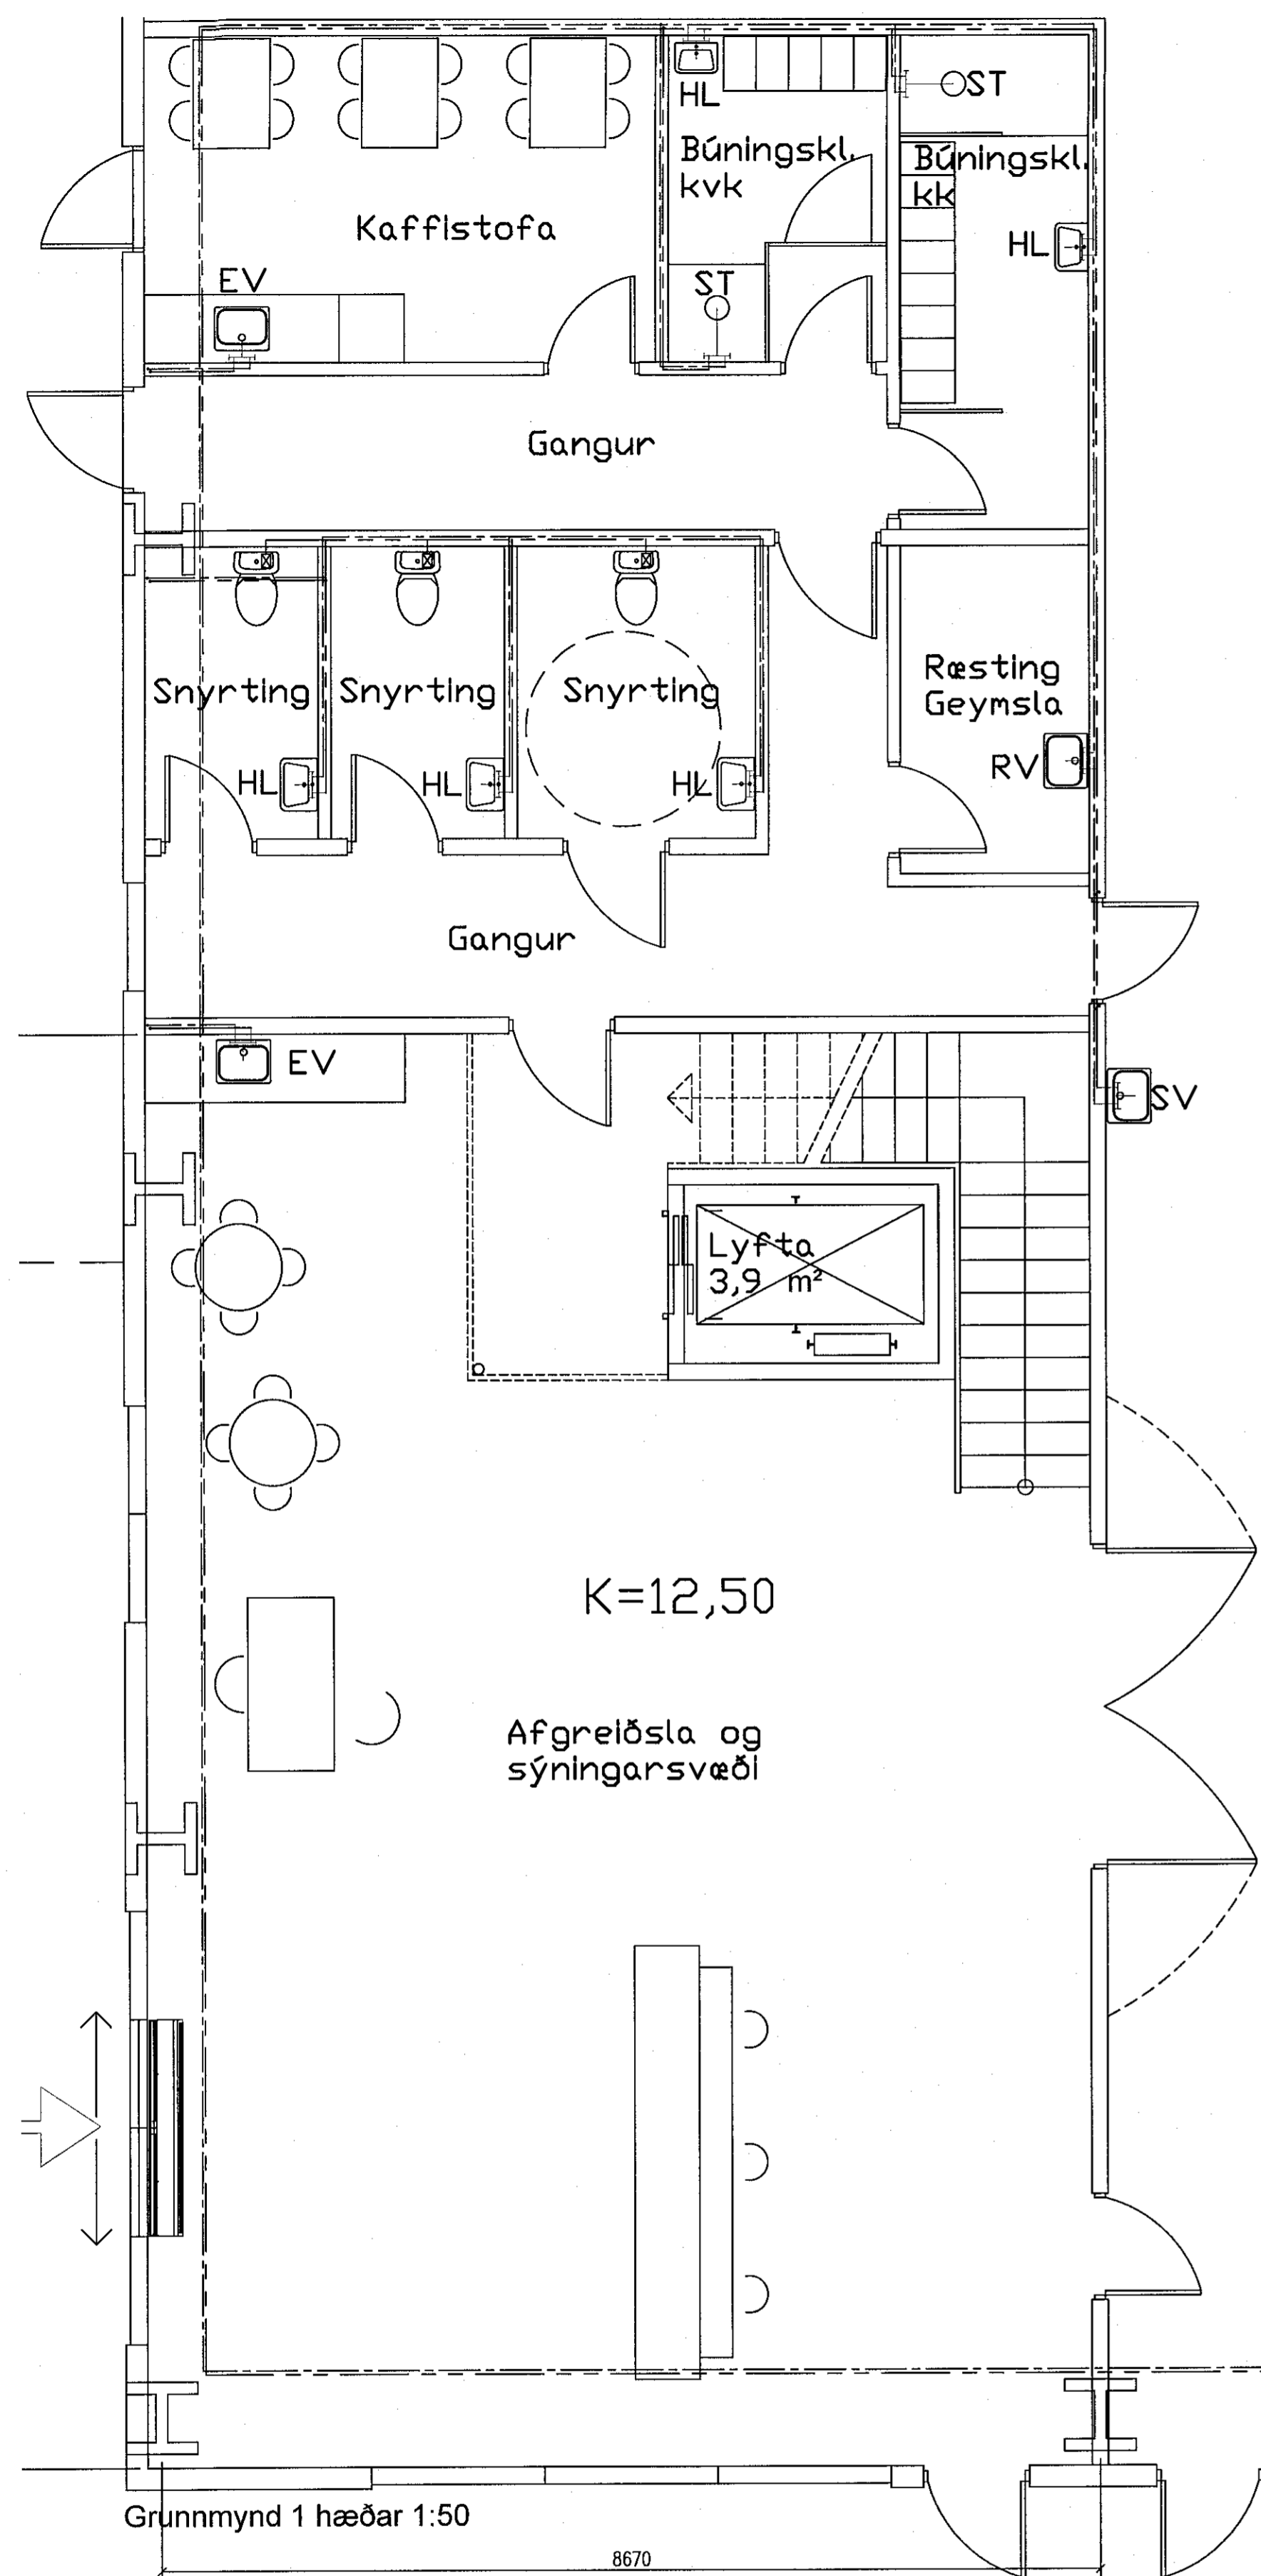 HL
ST
Búningskl.
kvk
Búningskl.
kk
Kaffistofa
HL
EV
ST
Gangur
Snyrting
Snyrting
Snyrting
Ræsting
Geymsla
RV
HL
HL
HL
Gangur
EV
SV
Lyfta
3,9 m²
K=12,50
Afgreiðsla og
sýningarsvæði
Grunnmynd 1 hæðar 1:50
8670